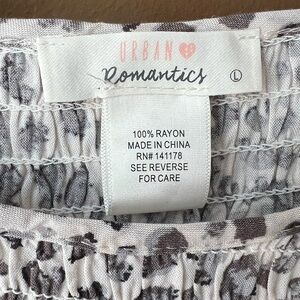 URBAN
Romantics
L
100% RAYON
MADE IN CHINA
RN# 141178
SEE REVERSE
FOR CARE